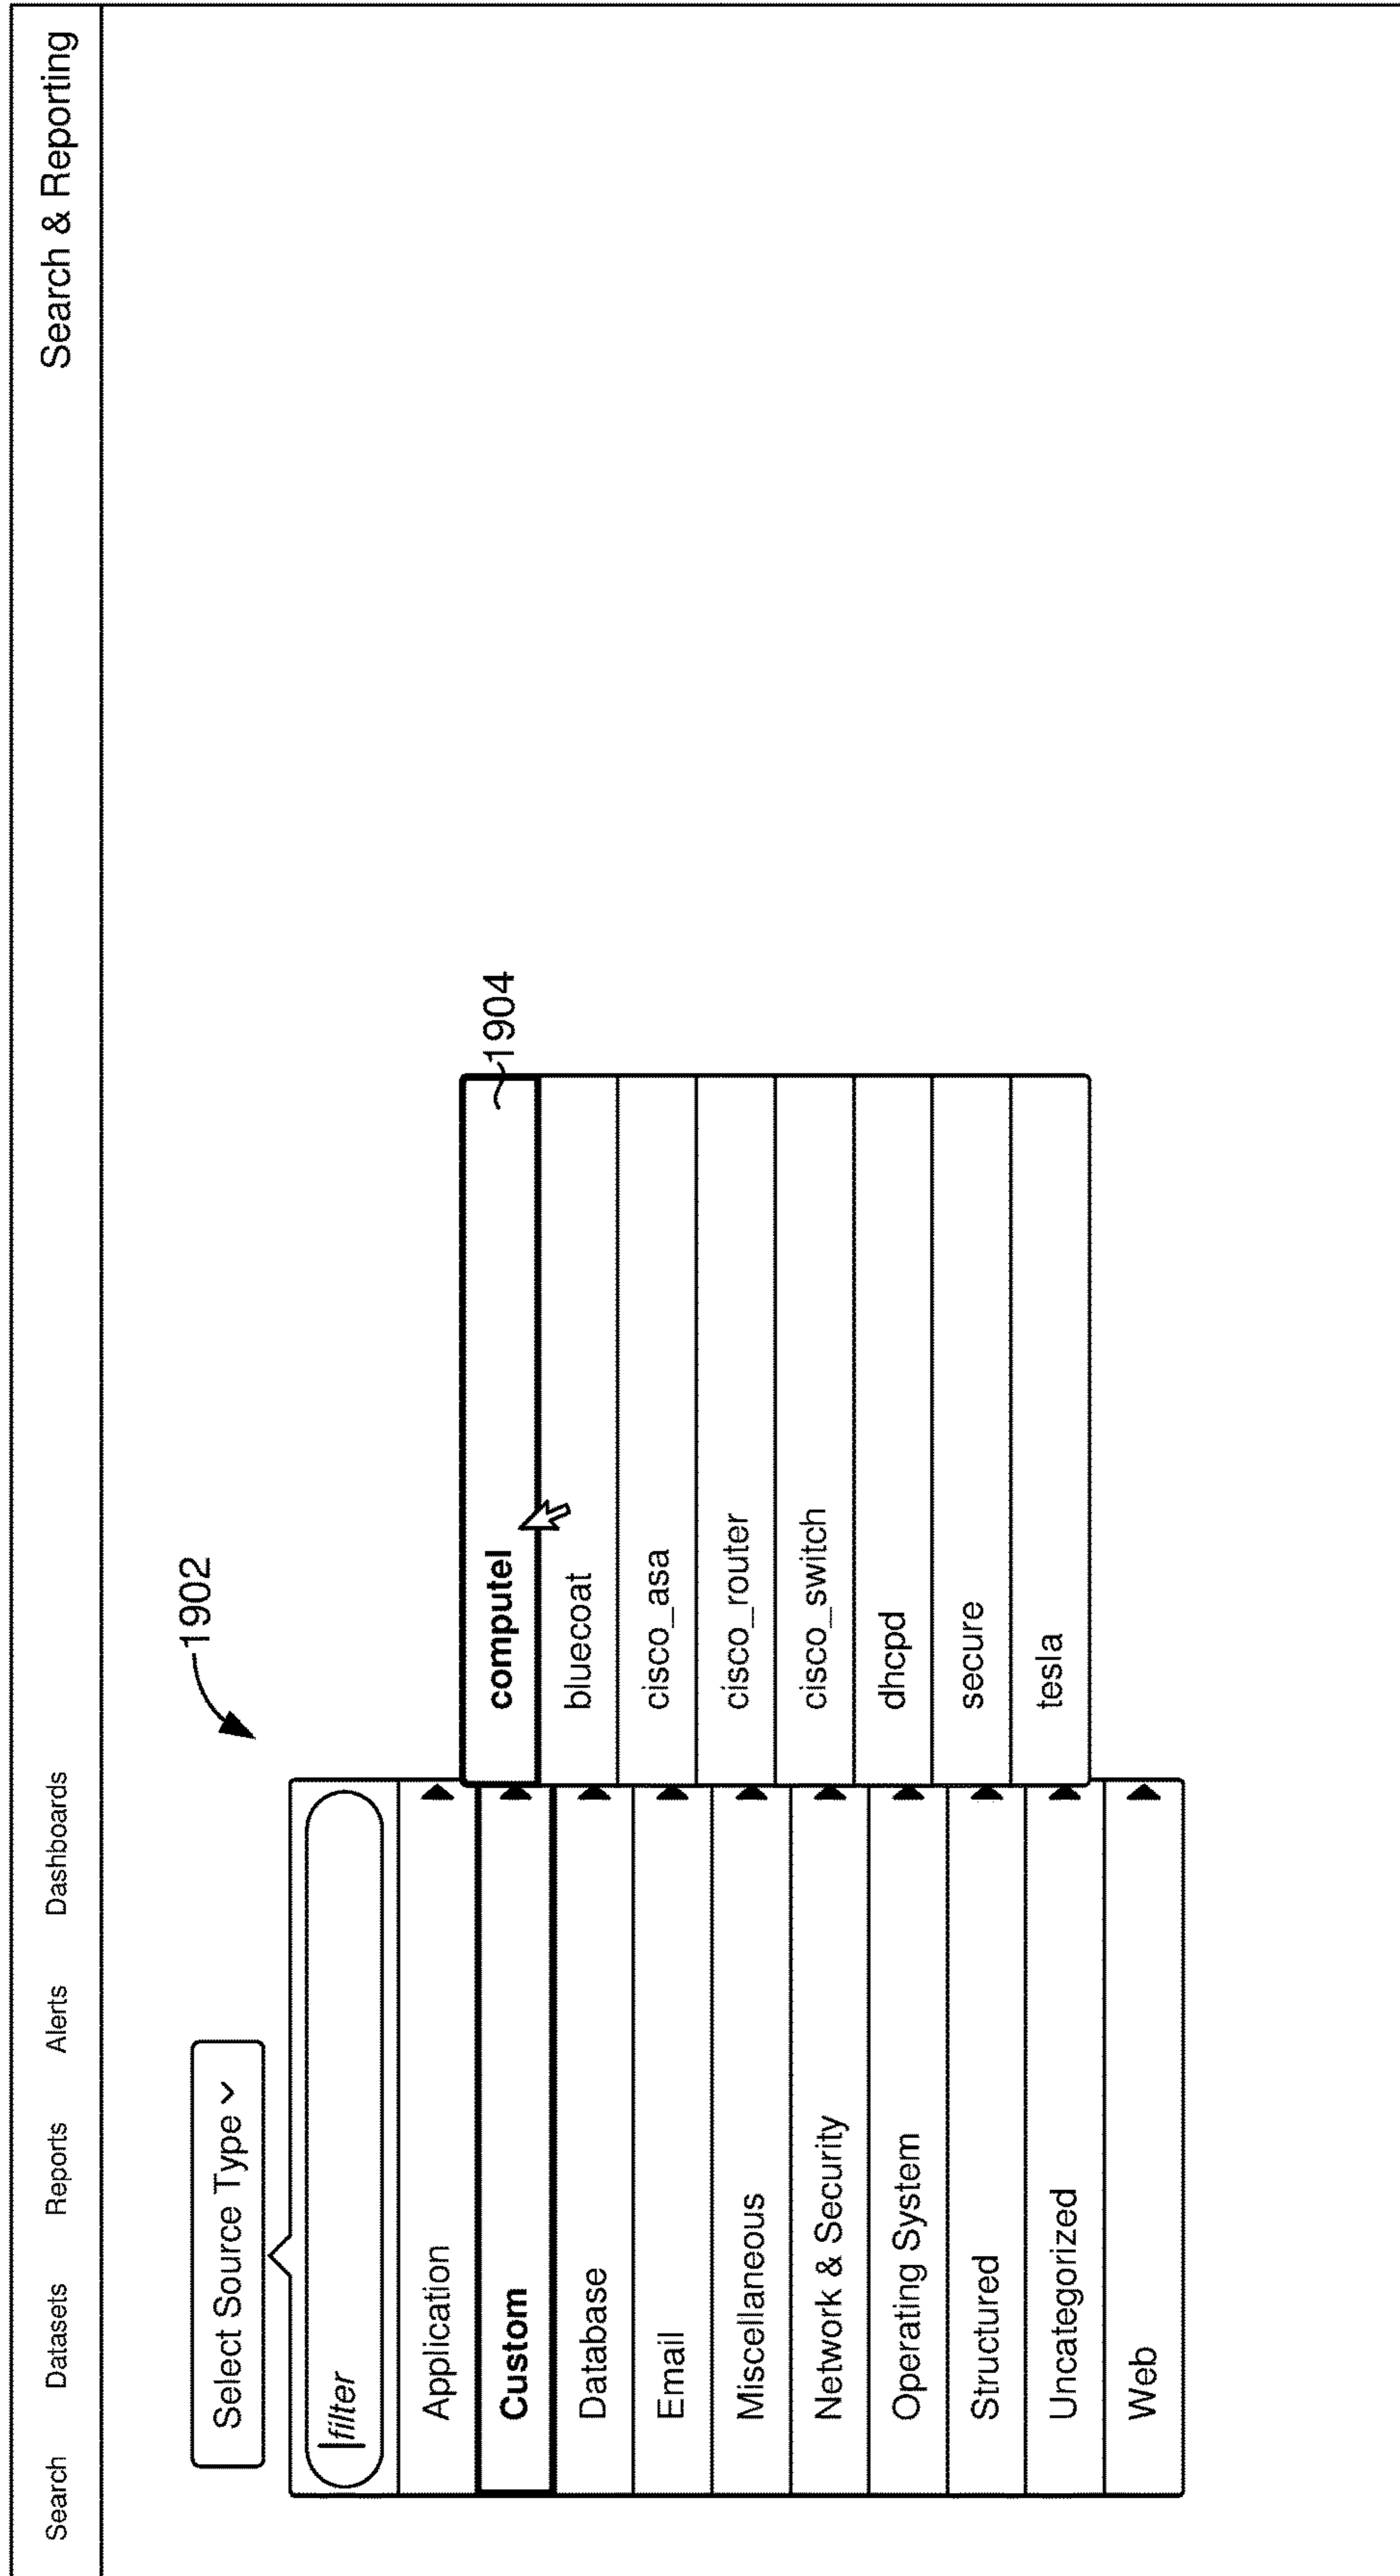 Search Datasets Reports Alerts Dashboards Search & Reporting
Select Source Type
1902
filter
Application
Custom
Database
Email
Miscellaneous
Network & Security
Operating System
Structured
Uncategorized
Web
computel
1904
bluecoat
cisco_asa
cisco_router
cisco_switch
dhcpd
secure
tesla